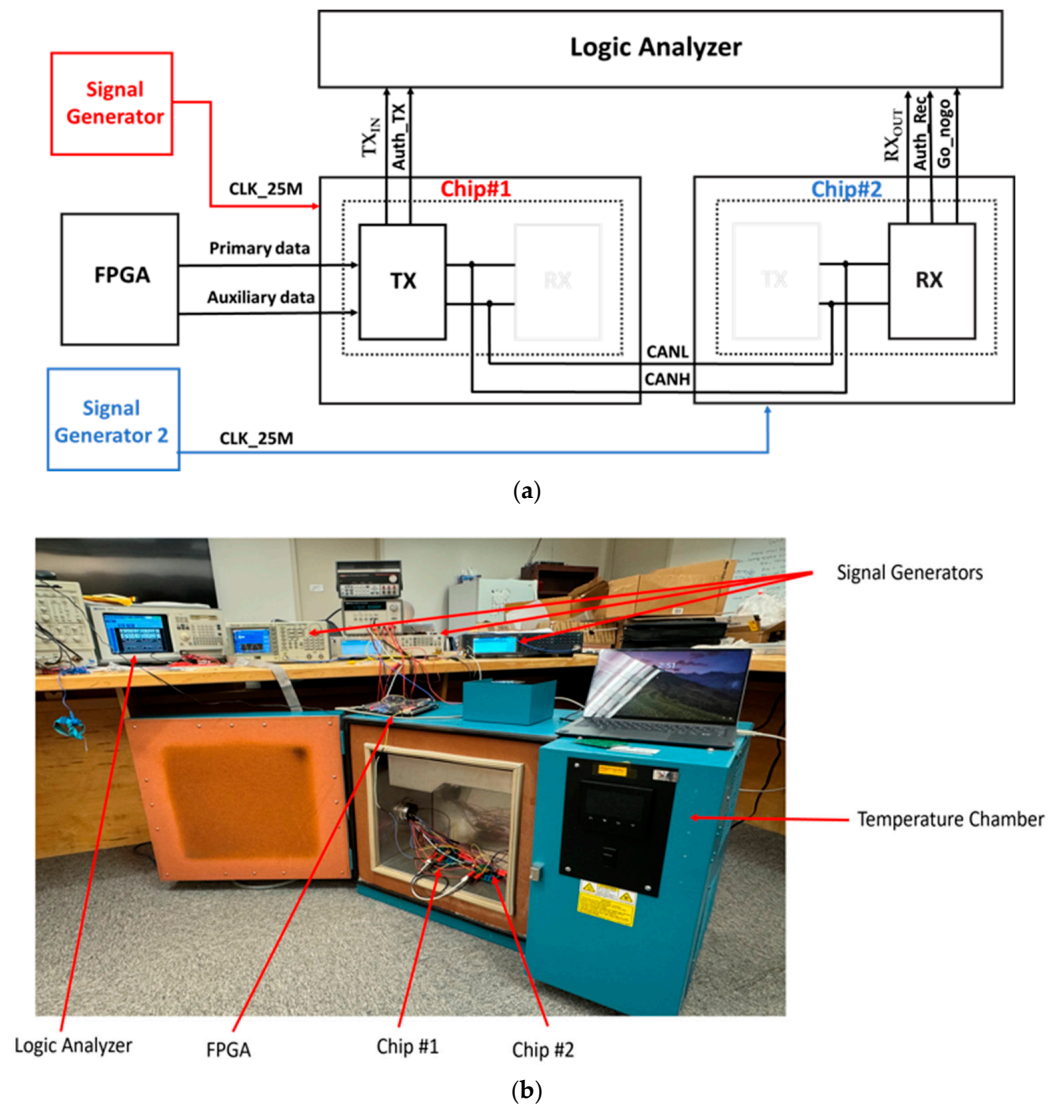 Logic Analyzer
Signal
Generator
TX_IN
Auth_TX
RX_OUT
Auth_Rec
Go_nogo
CLK_25M
Chip#1
Chip#2
FPGA
Primary data
Auxiliary data
TX
RX
TX
RX
CANL
CANH
Signal
Generator 2
CLK_25M
(a)
Signal Generators
2:51
Temperature Chamber
Logic Analyzer
FPGA
Chip #1
Chip #2
(b)